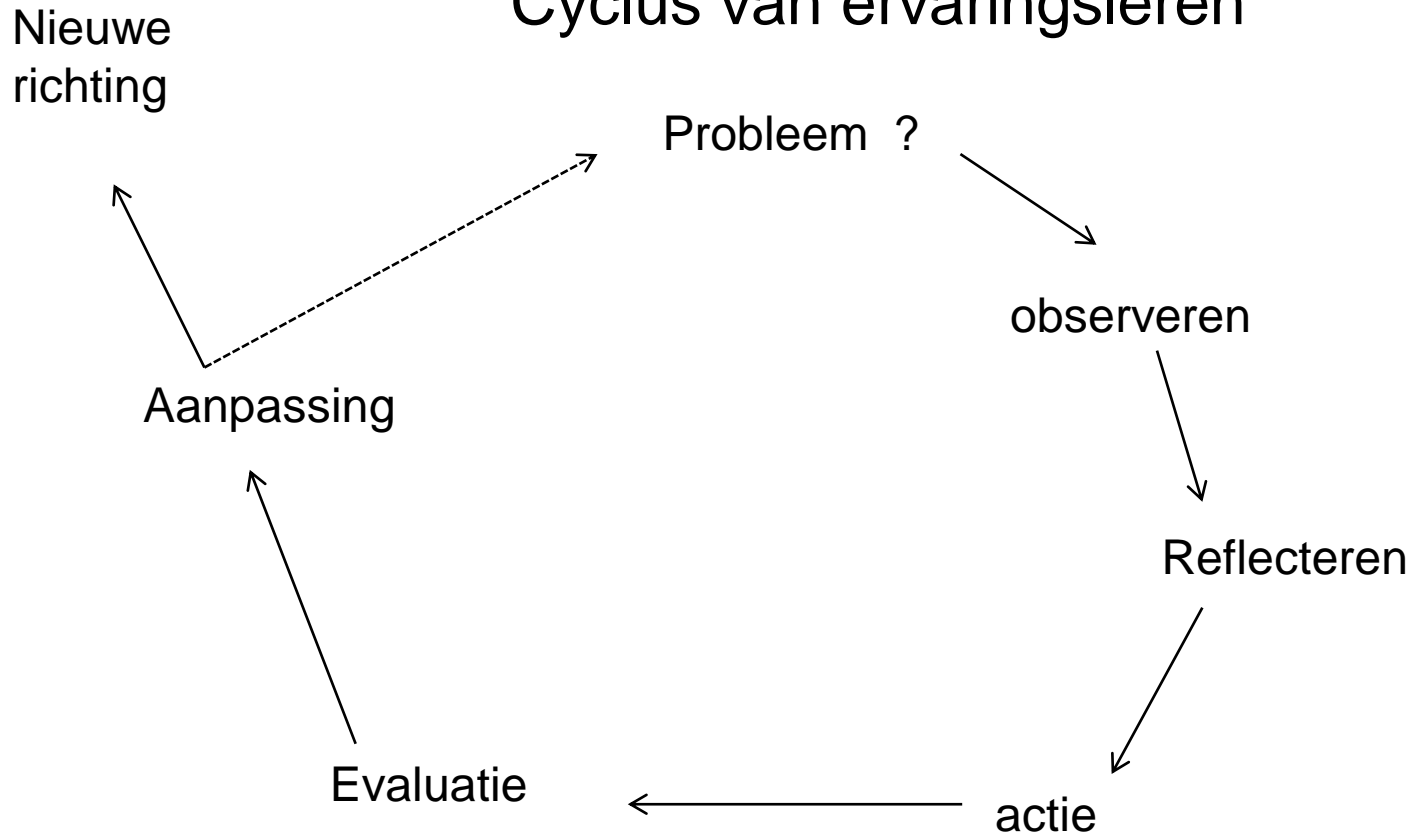 Cyclus van ervaringsleren
Nieuwe
richting
Probleem ?
observeren
Reflecteren
actie
Evaluatie
Aanpassing